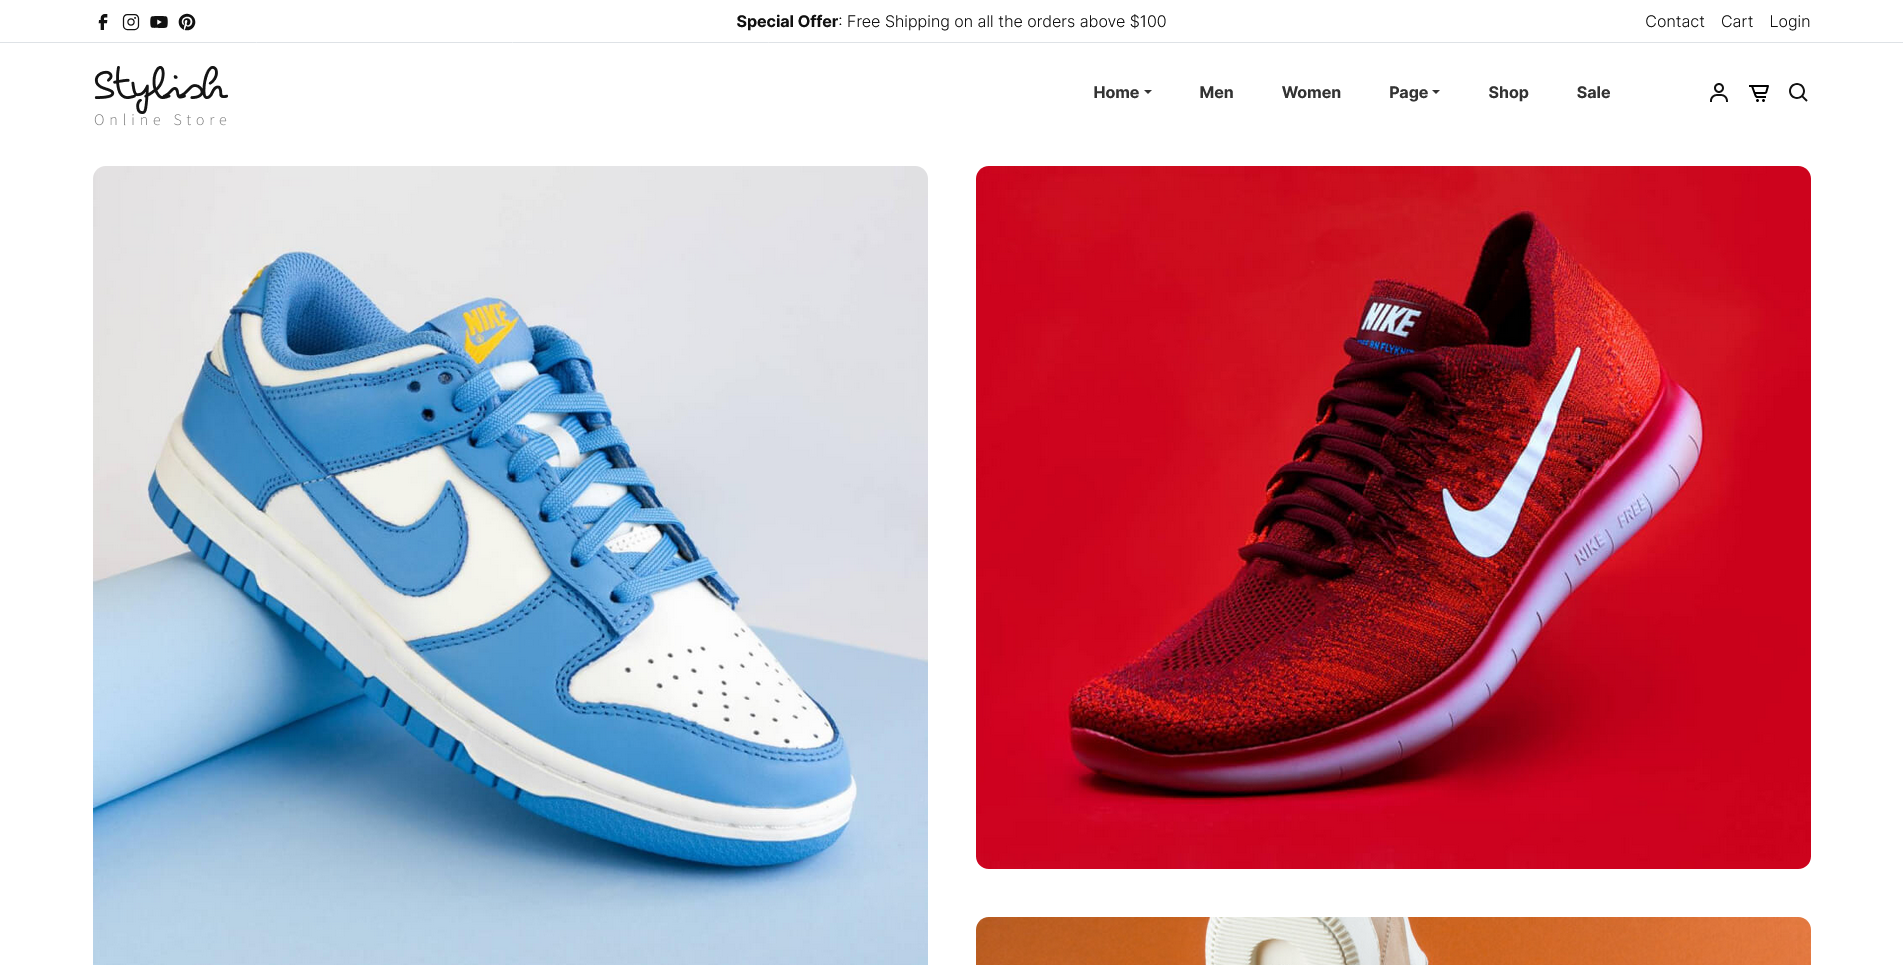 Special Offer: Free Shipping on all the orders above $100
Contact Cart Login
Stylish
Online Store
Home Men Women Page Shop Sale
NIKE
NIKE
NIKE FREE